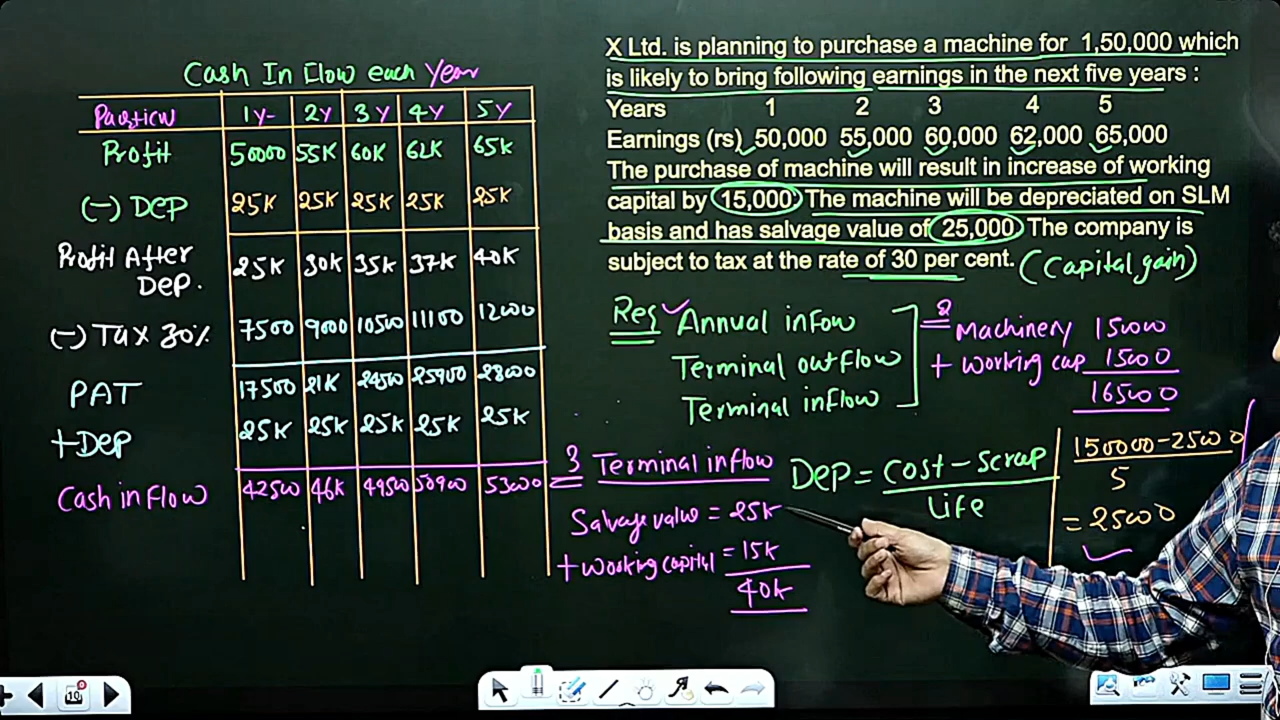 X Ltd. is planning to purchase a machine for 1,50,000 which
is likely to bring following earnings in the next five years :
Years 1 2 3 4 5
Earnings (rs) 50,000 55,000 60,000 62,000 65,000
The purchase of machine will result in increase of working
capital by 15,000. The machine will be depreciated on SLM
basis and has salvage value of 25,000 The company is
subject to tax at the rate of 30 per cent. (Capital gain)
Cash In Flow each Year
1Y- 2Y 3Y 4Y 5Y
Profit 50000 55K 60K 62K 65K
(-) Dep 25K 25K 25K 25K 25K
Profit After
Dep. 25K 30K 35K 37K 40K
(-) Tax 30% 7500 9000 10500 11100 12000
PAT 17500 21K 24500 25900 28000
+Dep 25K 25K 25K 25K 25K
Cash in Flow 42500 46K 49500 50900 53000
Req Annual infow
Terminal outflow
Terminal inflow
2
Machinery 150000
+ Working cap 15000
165000
3 Terminal inflow
Salvage value = 25K
+ working capital = 15K
40K
Dep = Cost - Scrap
Life
150000-25000
5
= 25000
10